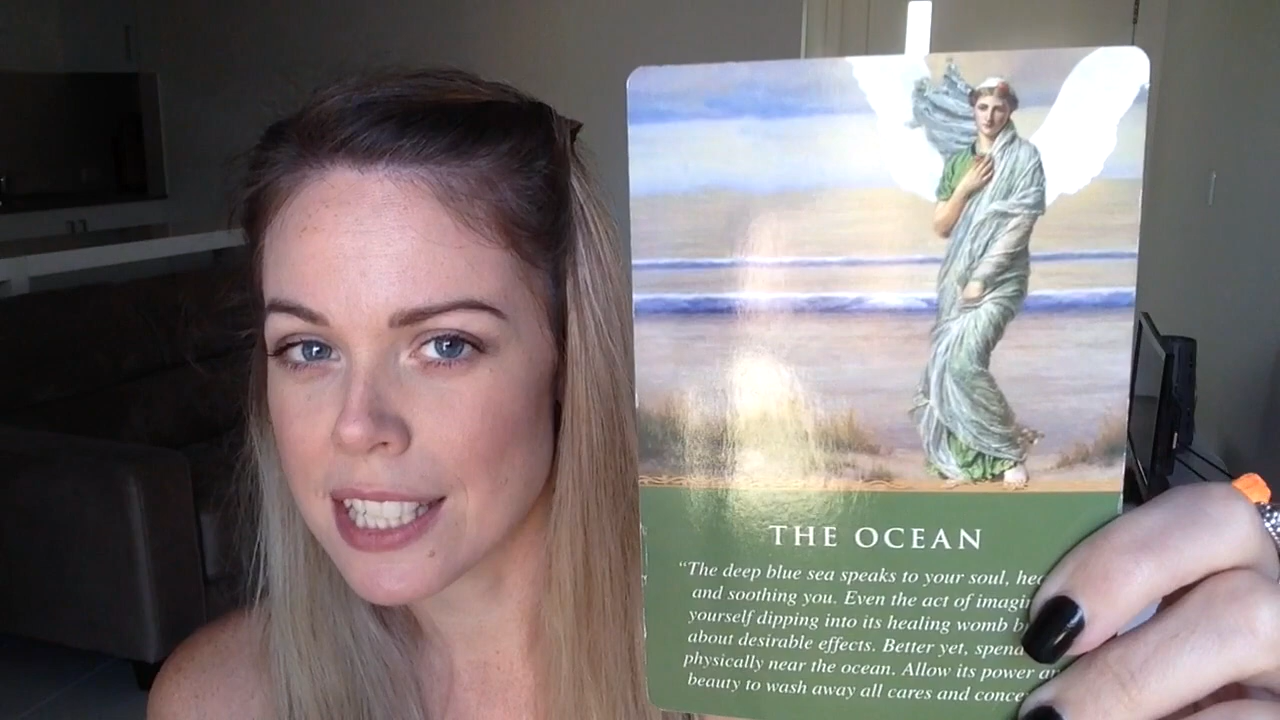 THE OCEAN
“The deep blue sea speaks to your soul,
and soothing you. Even the act of
yourself dipping into its healing womb
about desirable effects. Better yet,
physically near the ocean. Allow its power
beauty to wash away all cares and